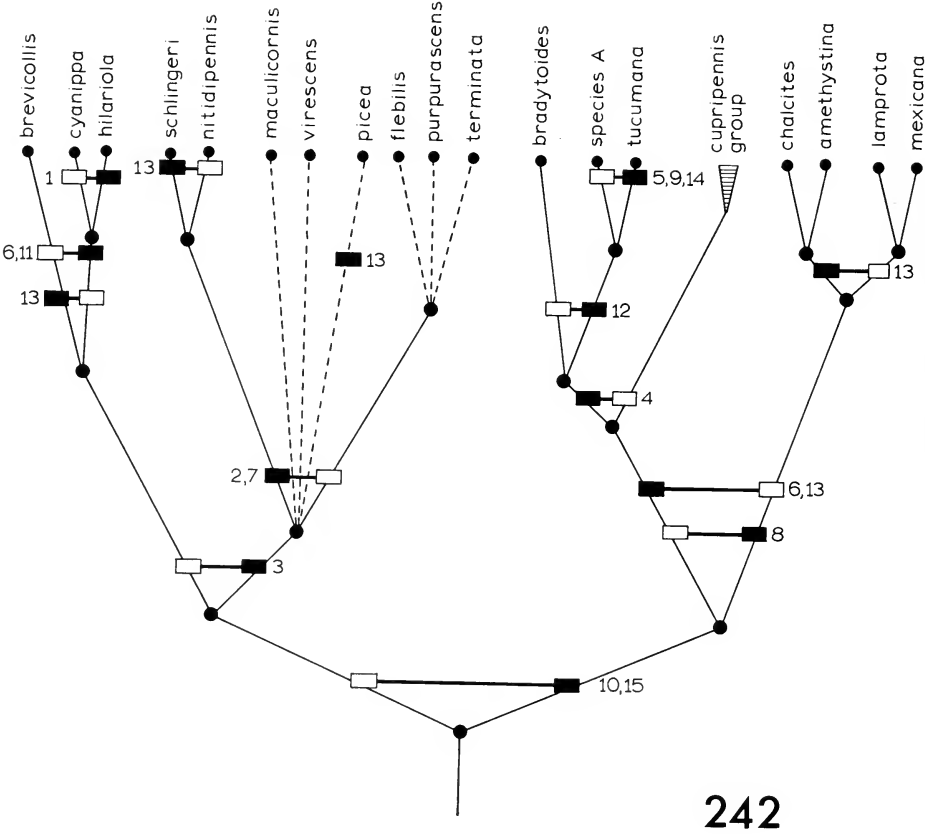 brevicollis
cyanippa
hilariola
schlingeri
nitidipennis
maculicornis
virescens
picea
flebilis
purpurascens
terminata
bradytoides
species A
tucumana
cupripennis
group
chalcites
amethystina
lamprota
mexicana
1
13
5,9,14
6,11
13
13
13
12
4
2,7
6,13
8
3
10,15
242